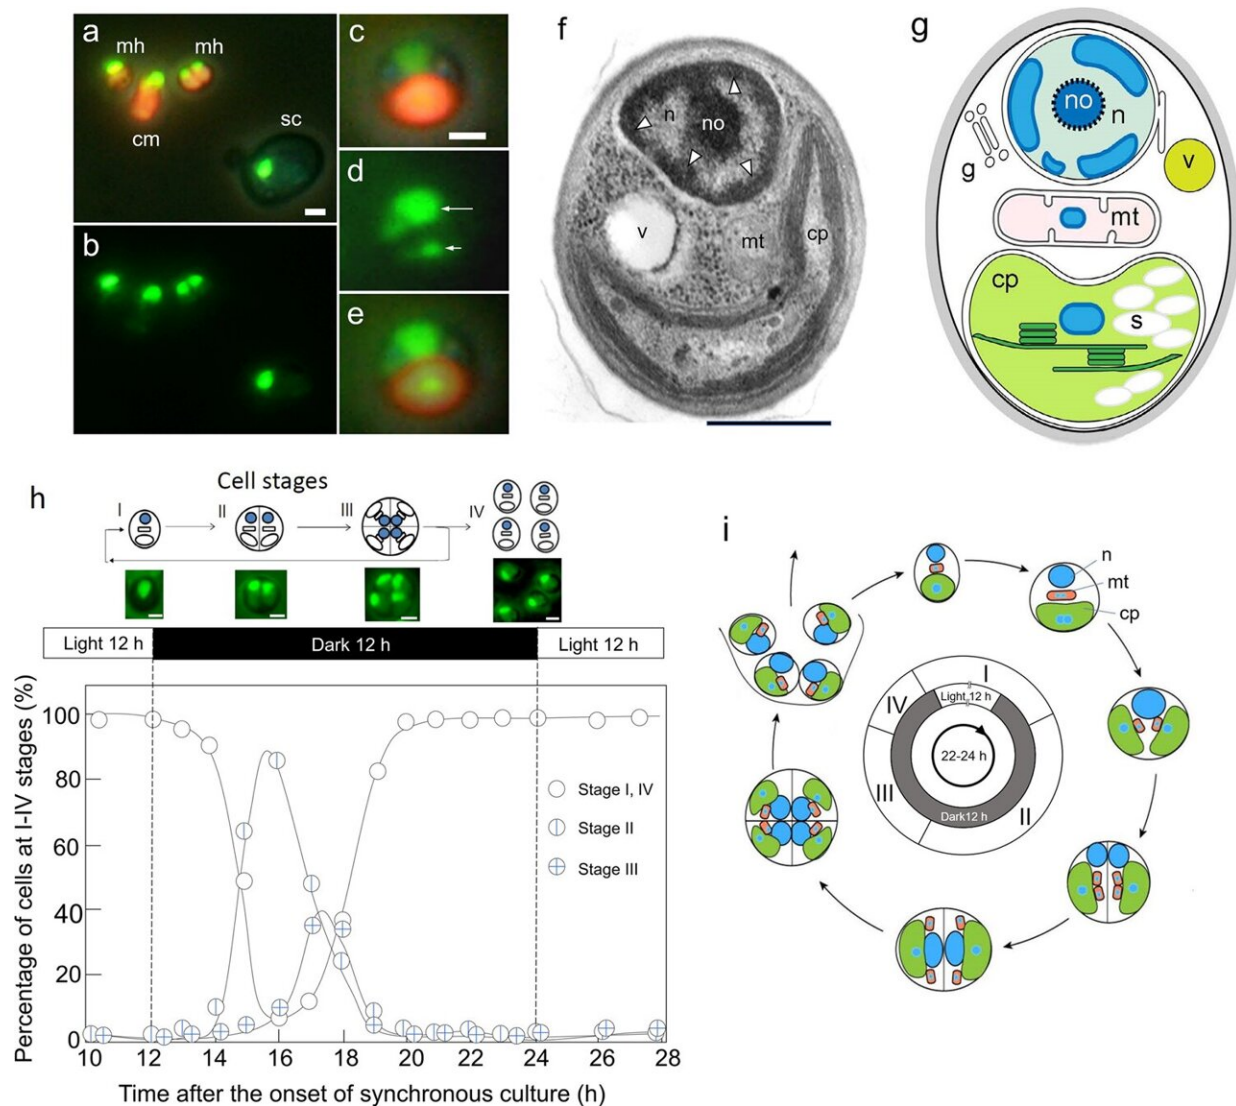 a
mh
mh
cm
sc
b
c
d
e
f
n
no
v
mt
cp
g
no
n
g
v
mt
cp
s
h
Cell stages
I
II
III
IV
Light 12 h
Dark 12 h
Light 12 h
Percentage of cells at I-IV stages (%)
100
80
60
40
20
0
Stage I, IV
Stage II
Stage III
10
12
14
16
18
20
22
24
26
28
Time after the onset of synchronous culture (h)
i
n
mt
cp
I
II
III
IV
Light 12 h
22-24 h
Dark12 h